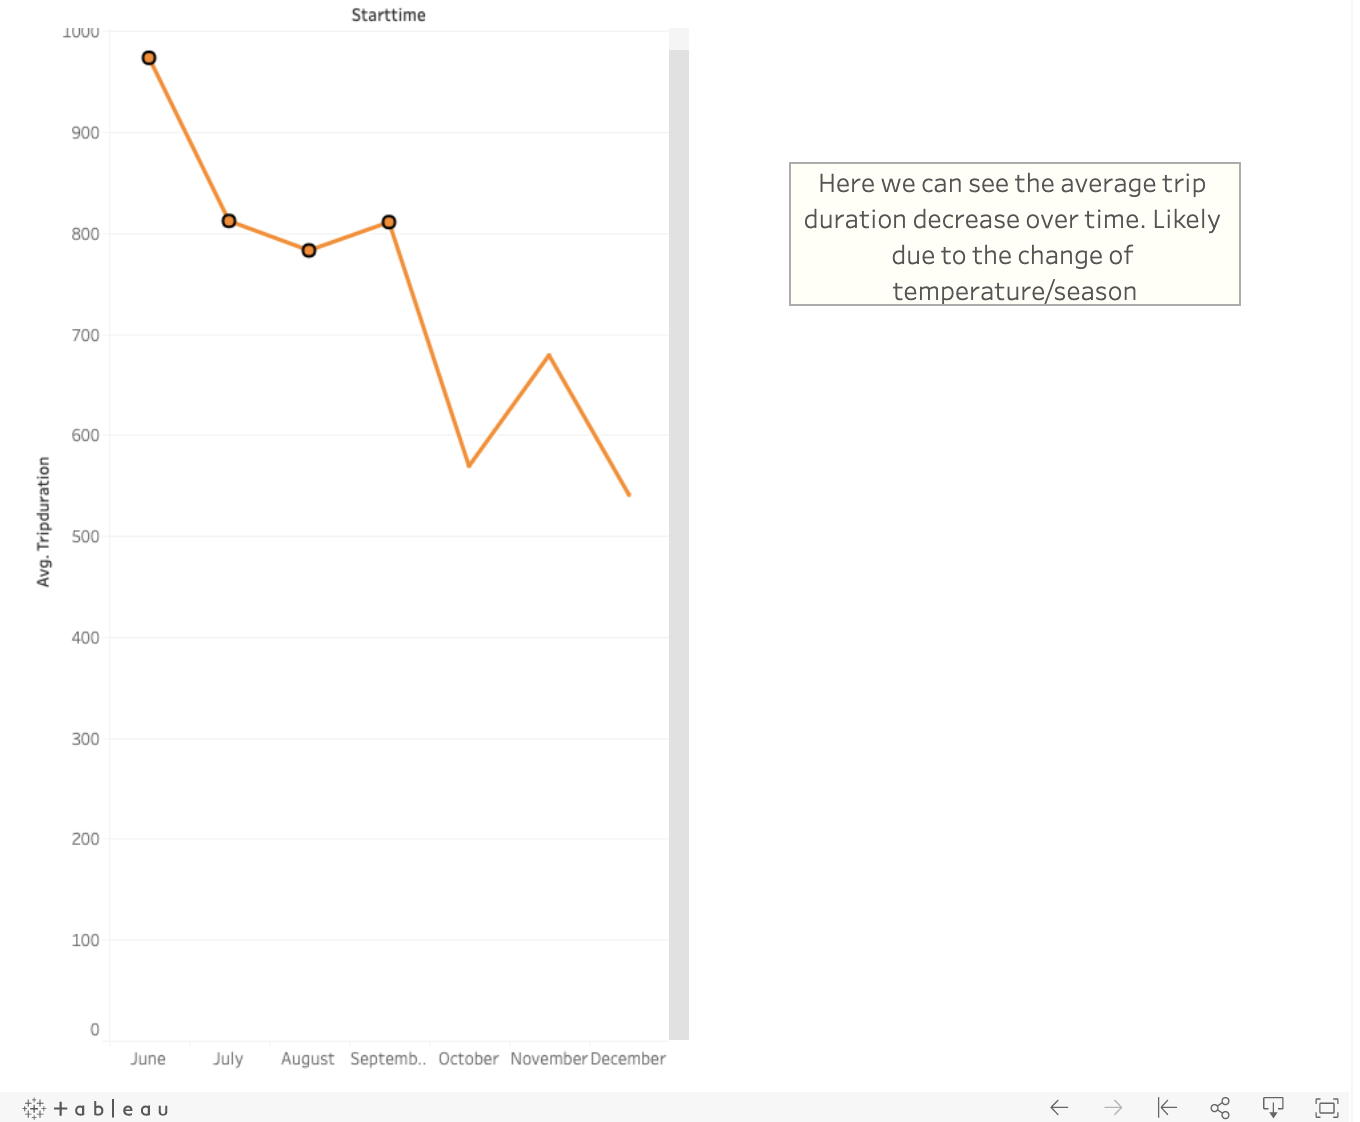 Starttime
1000
900
800
700
600
500
400
300
200
100
0
Avg. Tripduration
June July August Septemb.. October November December
Here we can see the average trip
duration decrease over time. Likely
due to the change of
temperature/season
+ a b | e a u